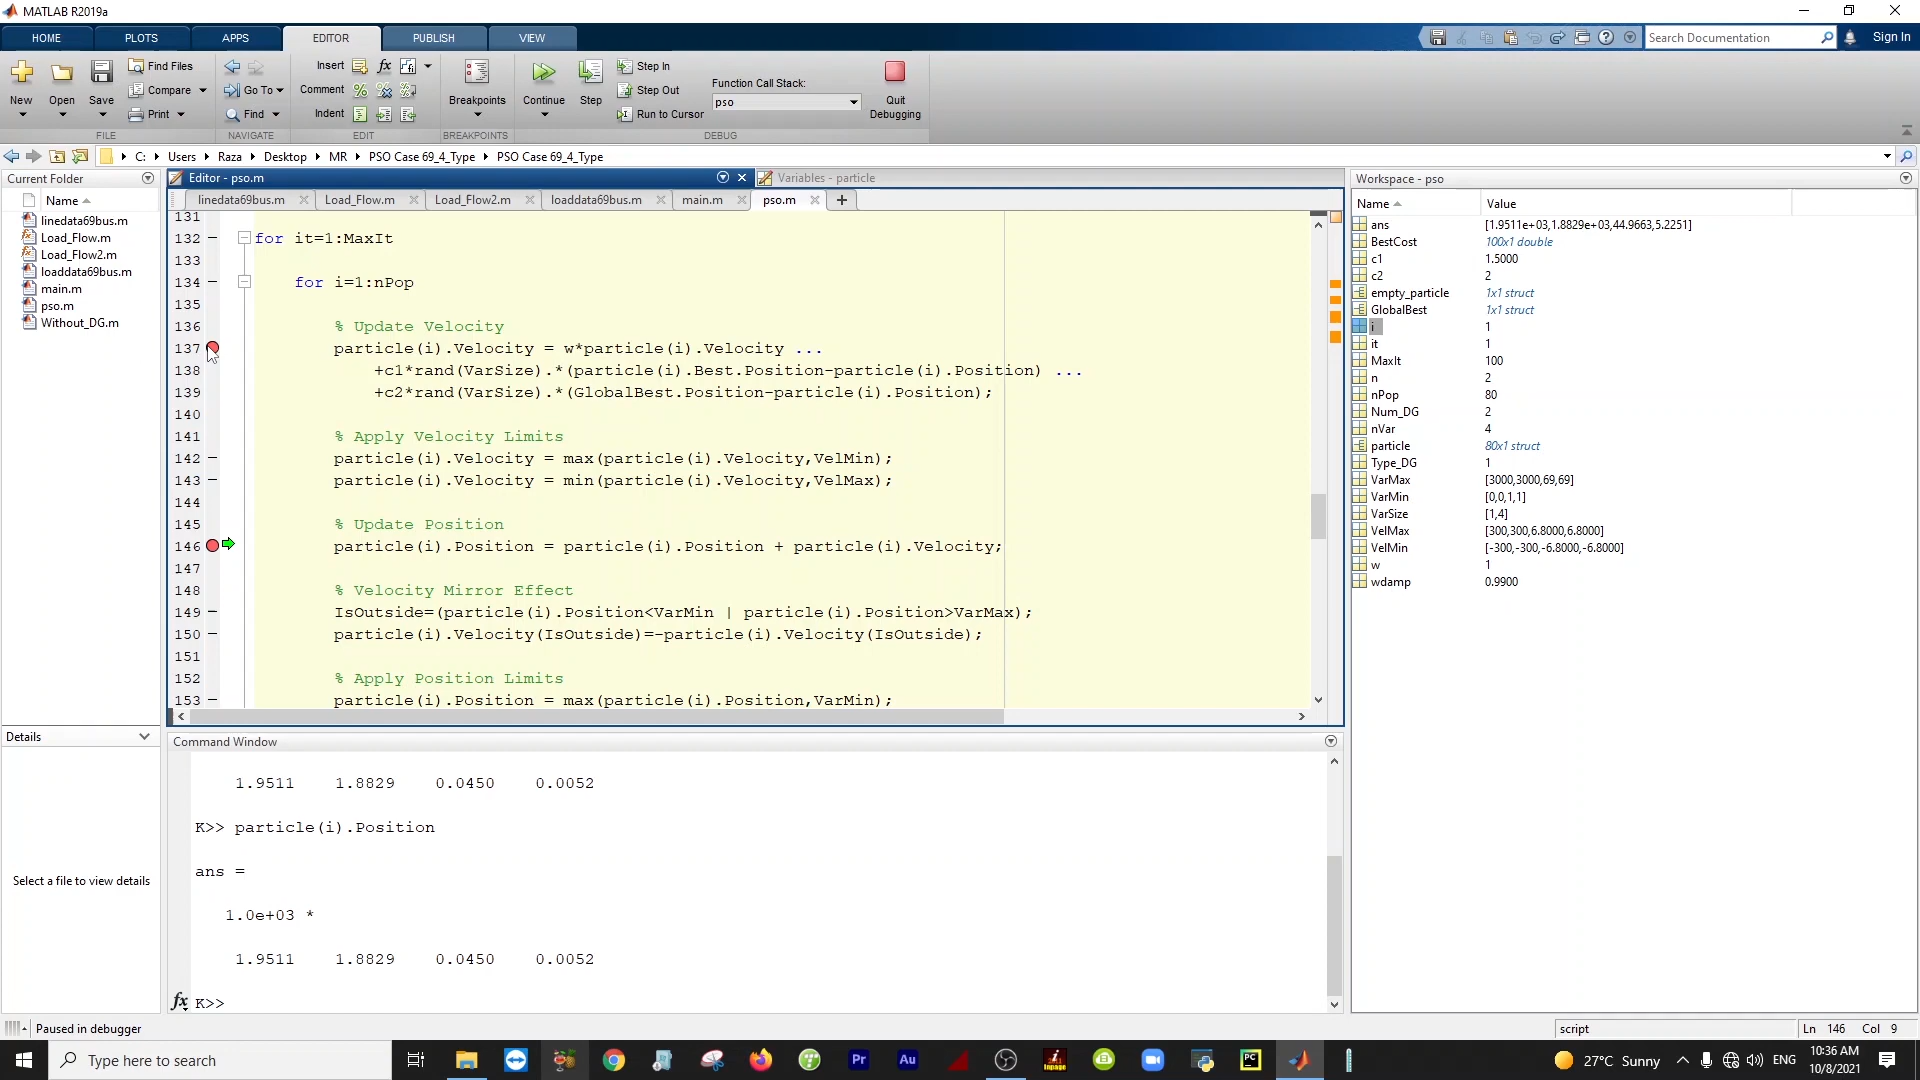 MATLAB R2019a
HOME PLOTS APPS EDITOR PUBLISH VIEW Search Documentation Sign In
New Open Save Find Files Compare Print
FILE
Go To Find
NAVIGATE
Insert fx
Comment
Indent
EDIT
Breakpoints
BREAKPOINTS
Continue Step Step In Step Out Run to Cursor
Function Call Stack:
pso
Quit Debugging
DEBUG
C: Users Raza Desktop MR PSO Case 69_4_Type PSO Case 69_4_Type
Current Folder
Name
linedata69bus.m
Load_Flow.m
Load_Flow2.m
loaddata69bus.m
main.m
pso.m
Without_DG.m
Details
Select a file to view details
Editor - pso.m
Variables - particle
linedata69bus.m Load_Flow.m Load_Flow2.m loaddata69bus.m main.m pso.m
131
132 for it=1:MaxIt
133
134 for i=1:nPop
135
136 % Update Velocity
137 particle(i).Velocity = w*particle(i).Velocity ...
138 +c1*rand(VarSize).*(particle(i).Best.Position-particle(i).Position) ...
139 +c2*rand(VarSize).*(GlobalBest.Position-particle(i).Position);
140
141 % Apply Velocity Limits
142 particle(i).Velocity = max(particle(i).Velocity,VelMin);
143 particle(i).Velocity = min(particle(i).Velocity,VelMax);
144
145 % Update Position
146 particle(i).Position = particle(i).Position + particle(i).Velocity;
147
148 % Velocity Mirror Effect
149 IsOutside=(particle(i).Position<VarMin | particle(i).Position>VarMax);
150 particle(i).Velocity(IsOutside)=-particle(i).Velocity(IsOutside);
151
152 % Apply Position Limits
153 particle(i).Position = max(particle(i).Position,VarMin);
Command Window
1.9511 1.8829 0.0450 0.0052
K>> particle(i).Position
ans =
1.0e+03 *
1.9511 1.8829 0.0450 0.0052
fx K>>
Workspace - pso
Name Value
ans [1.9511e+03,1.8829e+03,44.9663,5.2251]
BestCost 100x1 double
c1 1.5000
c2 2
empty_particle 1x1 struct
GlobalBest 1x1 struct
i 1
it 1
MaxIt 100
n 2
nPop 80
Num_DG 2
nVar 4
particle 80x1 struct
Type_DG 1
VarMax [3000,3000,69,69]
VarMin [0,0,1,1]
VarSize [1,4]
VelMax [300,300,6.8000,6.8000]
VelMin [-300,-300,-6.8000,-6.8000]
w 1
wdamp 0.9900
Paused in debugger
script
Ln 146 Col 9
Type here to search
Pr Au inpage PC
27°C Sunny
ENG
10:36 AM
10/8/2021